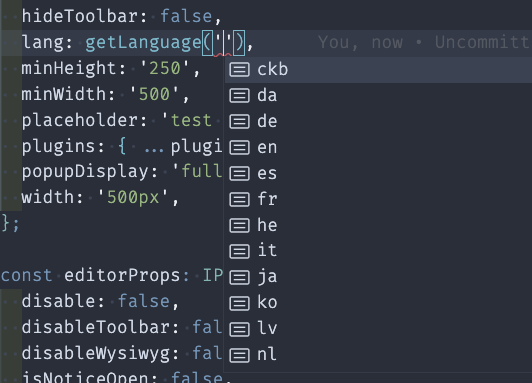 hideToolbar: false,
lang: getLanguage(''), You, now • Uncommitt
minHeight: '250',
minWidth: '500',
placeholder: 'test
plugins: { ...plugi
popupDisplay: 'full
width: '500px',
};
ckb
da
de
en
es
fr
he
it
ja
ko
lv
nl
const editorProps: IP
disable: false,
disableToolbar: fal
disableWysiwyg: fal
isNoticeOpen: false,